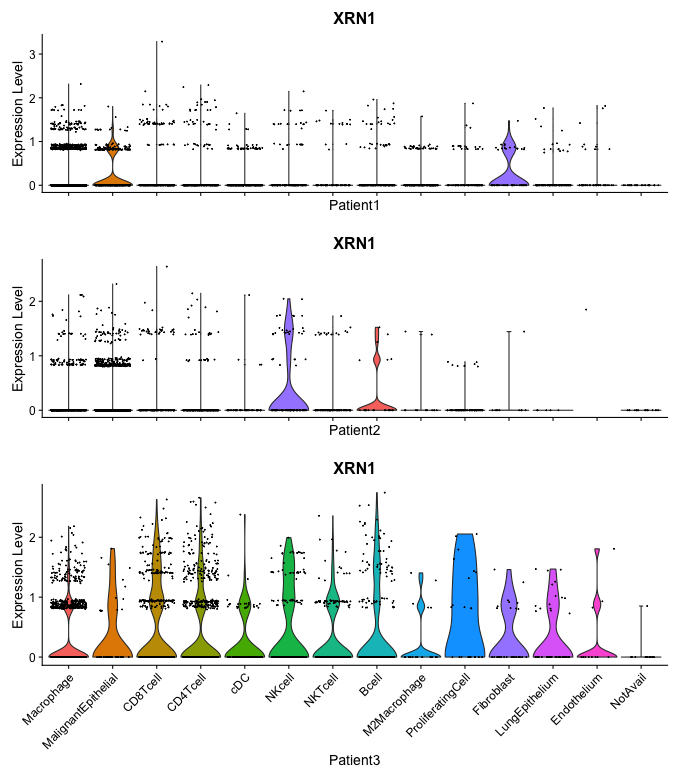 XRN1
Expression Level
3
2
1
0
Patient1
XRN1
Expression Level
2
1
0
Patient2
XRN1
Expression Level
2
1
0
Macrophage
MalignantEpithelial
CD8Tcell
CD4Tcell
cDC
NKcell
NKTcell
Bcell
M2Macrophage
ProliferatingCell
Fibroblast
LungEpithelium
Endothelium
NotAvail
Patient3